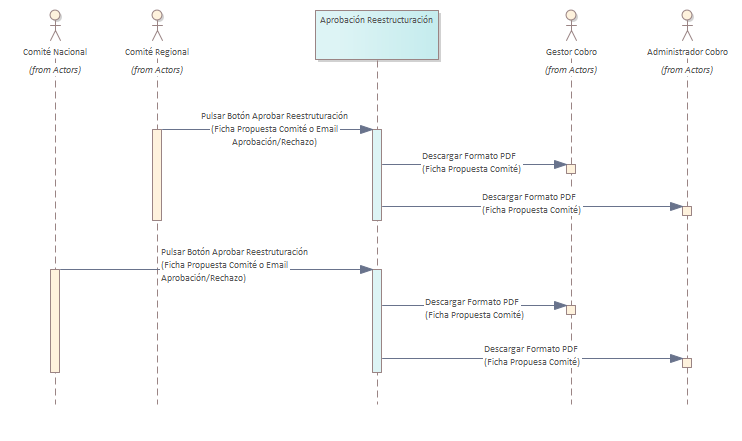 Aprobación Reestructuración
Comité Nacional
(from Actors)
Comité Regional
(from Actors)
Gestor Cobro
(from Actors)
Administrador Cobro
(from Actors)
Pulsar Botón Aprobar Reestruturación
(Ficha Propuesta Comité o Email
Aprobación/Rechazo)
Descargar Formato PDF
(Ficha Propuesta Comité)
Descargar Formato PDF
(Ficha Propuesta Comité)
Pulsar Botón Aprobar Reestruturación
(Ficha Propuesta Comité o Email
Aprobación/Rechazo)
Descargar Formato PDF
(Ficha Propuesta Comité)
Descargar Formato PDF
(Ficha Propuesa Comité)